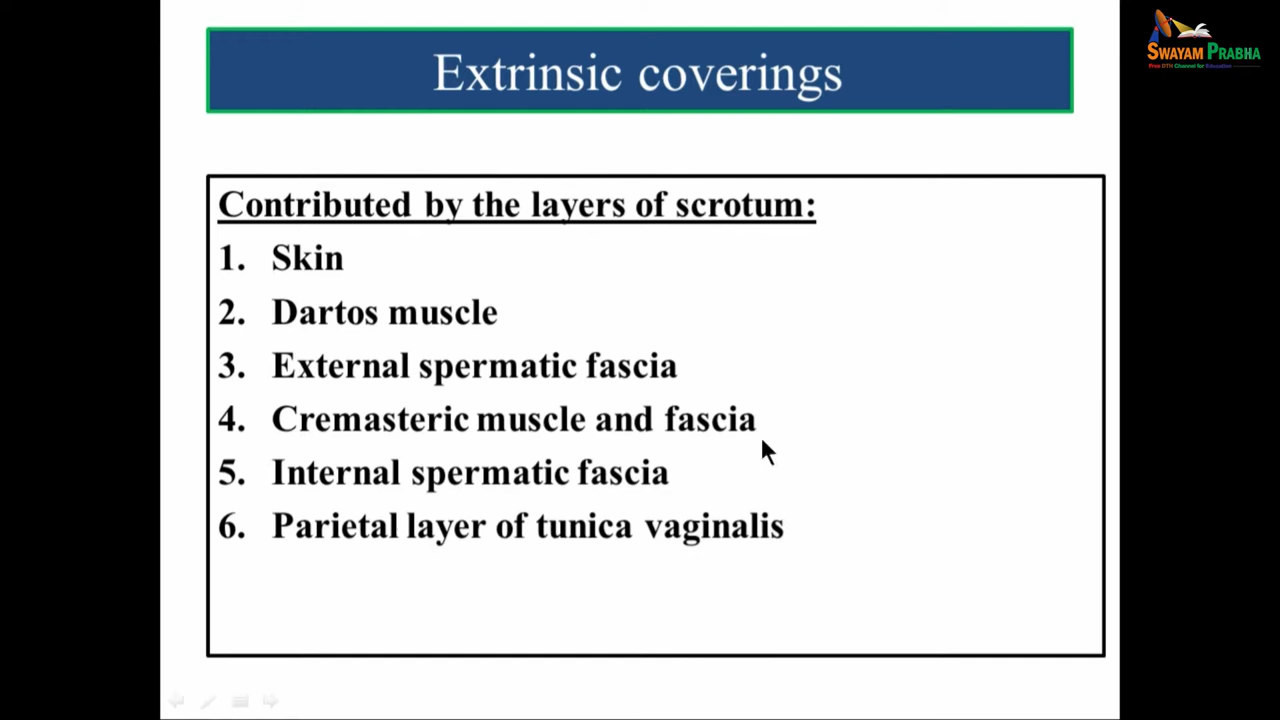 Extrinsic coverings
SWAYAM PRABHA
Free DTH Channel for Education
Contributed by the layers of scrotum:
1. Skin
2. Dartos muscle
3. External spermatic fascia
4. Cremasteric muscle and fascia
5. Internal spermatic fascia
6. Parietal layer of tunica vaginalis